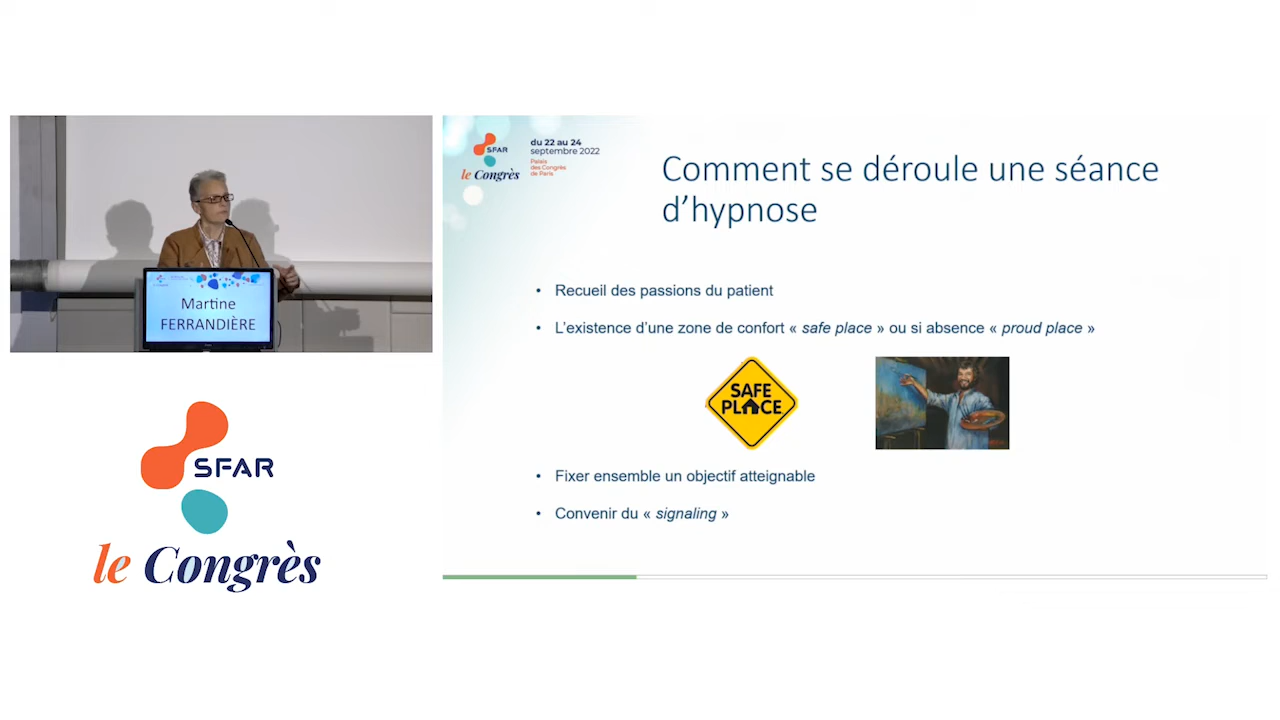 Martine
FERRANDIÈRE
SFAR
le Congrès
SFAR
le Congrès
du 22 au 24
septembre 2022
Palais
des Congrès
de Paris
Comment se déroule une séance
d’hypnose
• Recueil des passions du patient
• L’existence d’une zone de confort « safe place » ou si absence « proud place »
SAFE
PLACE
• Fixer ensemble un objectif atteignable
• Convenir du « signaling »